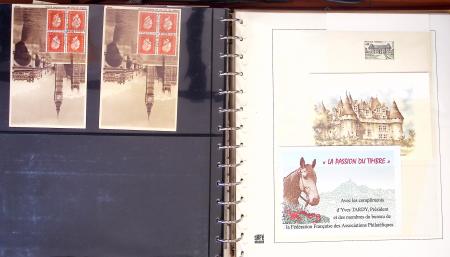 « LA PASSION DU TIMBRE »
Avec les compliments
d'Yves TARDY, Président
et des membres du bureau de
la Fédération Française des Associations Philatéliques
SAFE